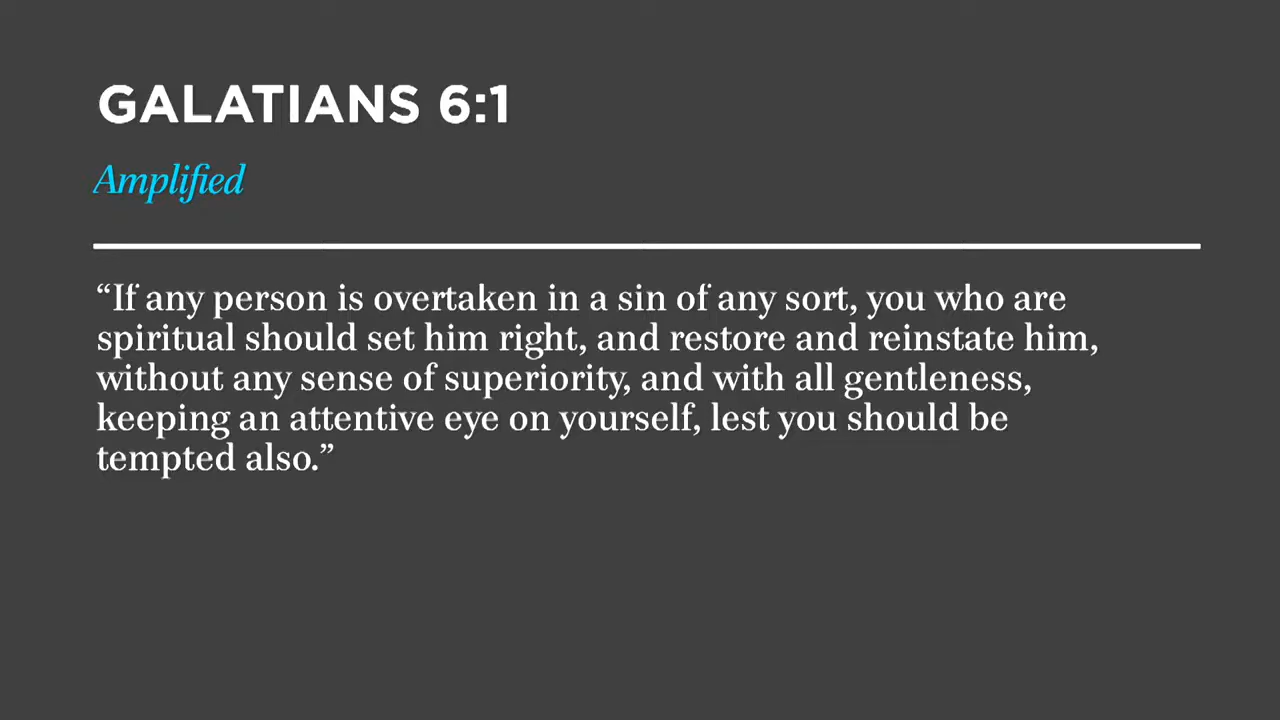 GALATIANS 6:1
Amplified
“If any person is overtaken in a sin of any sort, you who are
spiritual should set him right, and restore and reinstate him,
without any sense of superiority, and with all gentleness,
keeping an attentive eye on yourself, lest you should be
tempted also.”